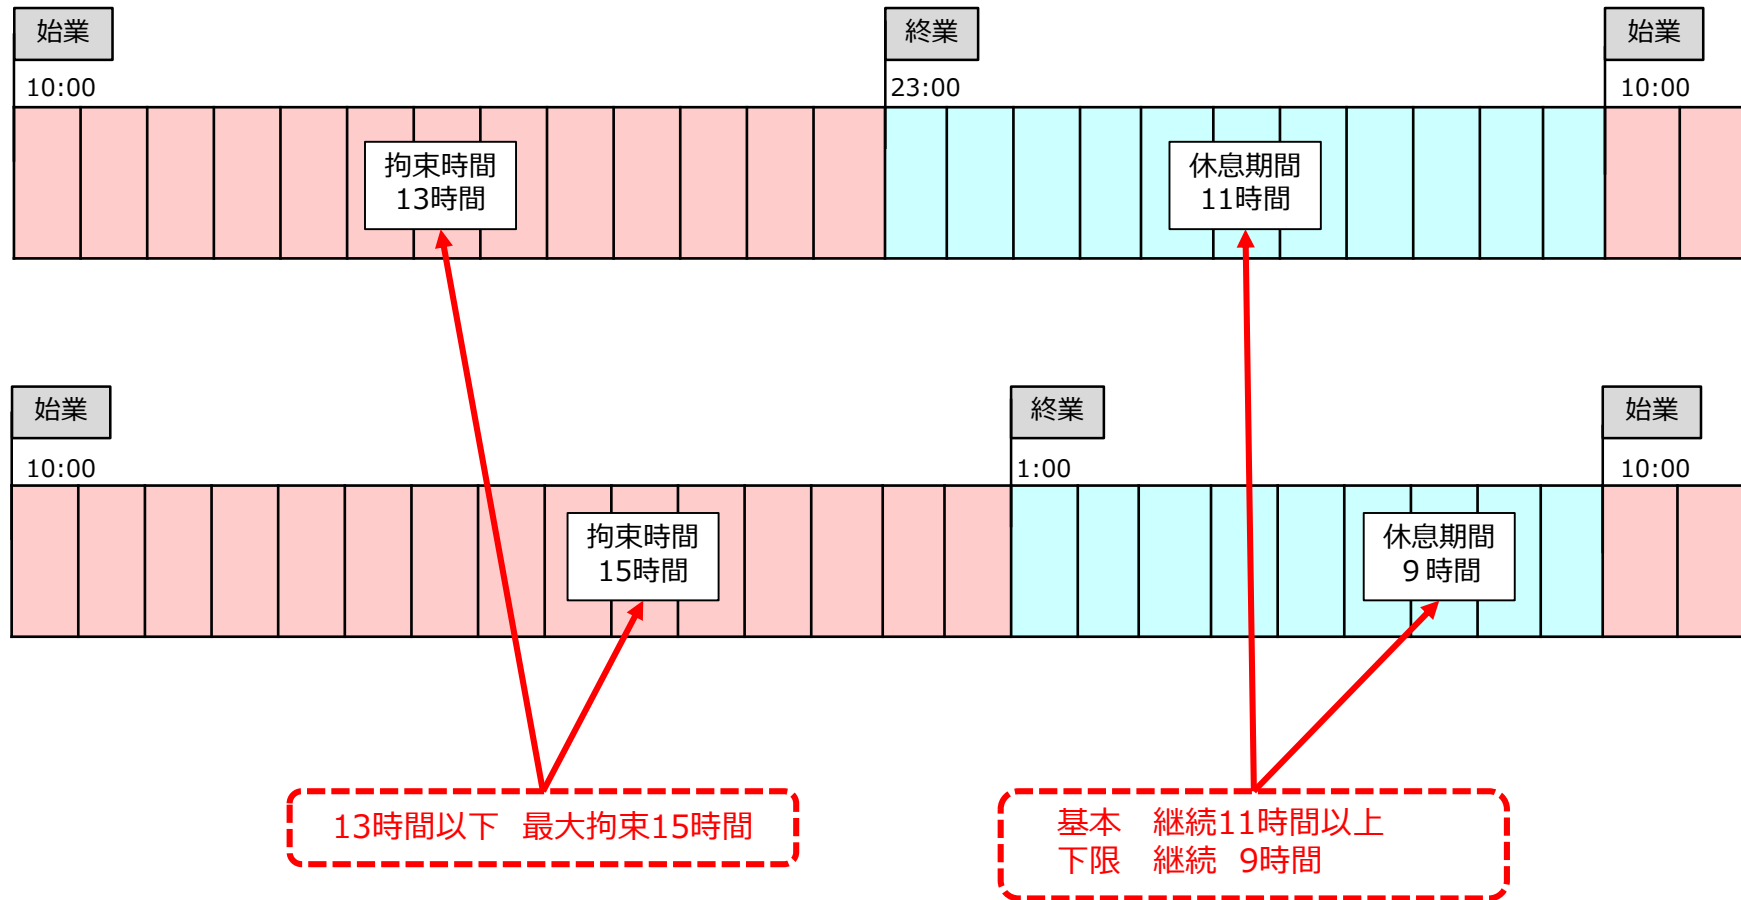 始業
終業
始業
10:00
23:00
10:00
拘束時間
13時間
休息期間
11時間
始業
終業
始業
10:00
1:00
10:00
拘束時間
15時間
休息期間
９時間
13時間以下 最大拘束15時間
基本　継続11時間以上
下限　継続 9時間